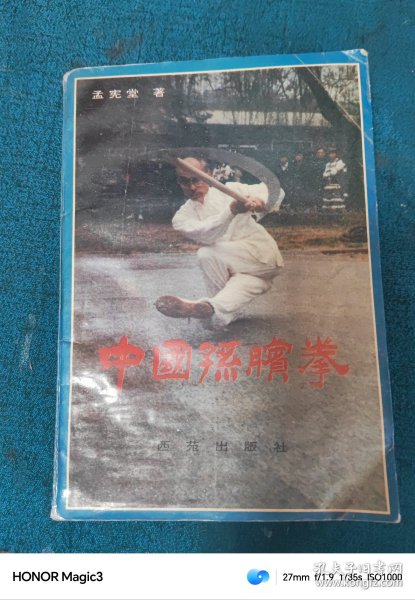 孟宪堂 著
中國孫臏拳
西苑出版社
HONOR Magic3
27mm f/1.9 1/35s ISO1000
孔夫子旧书网